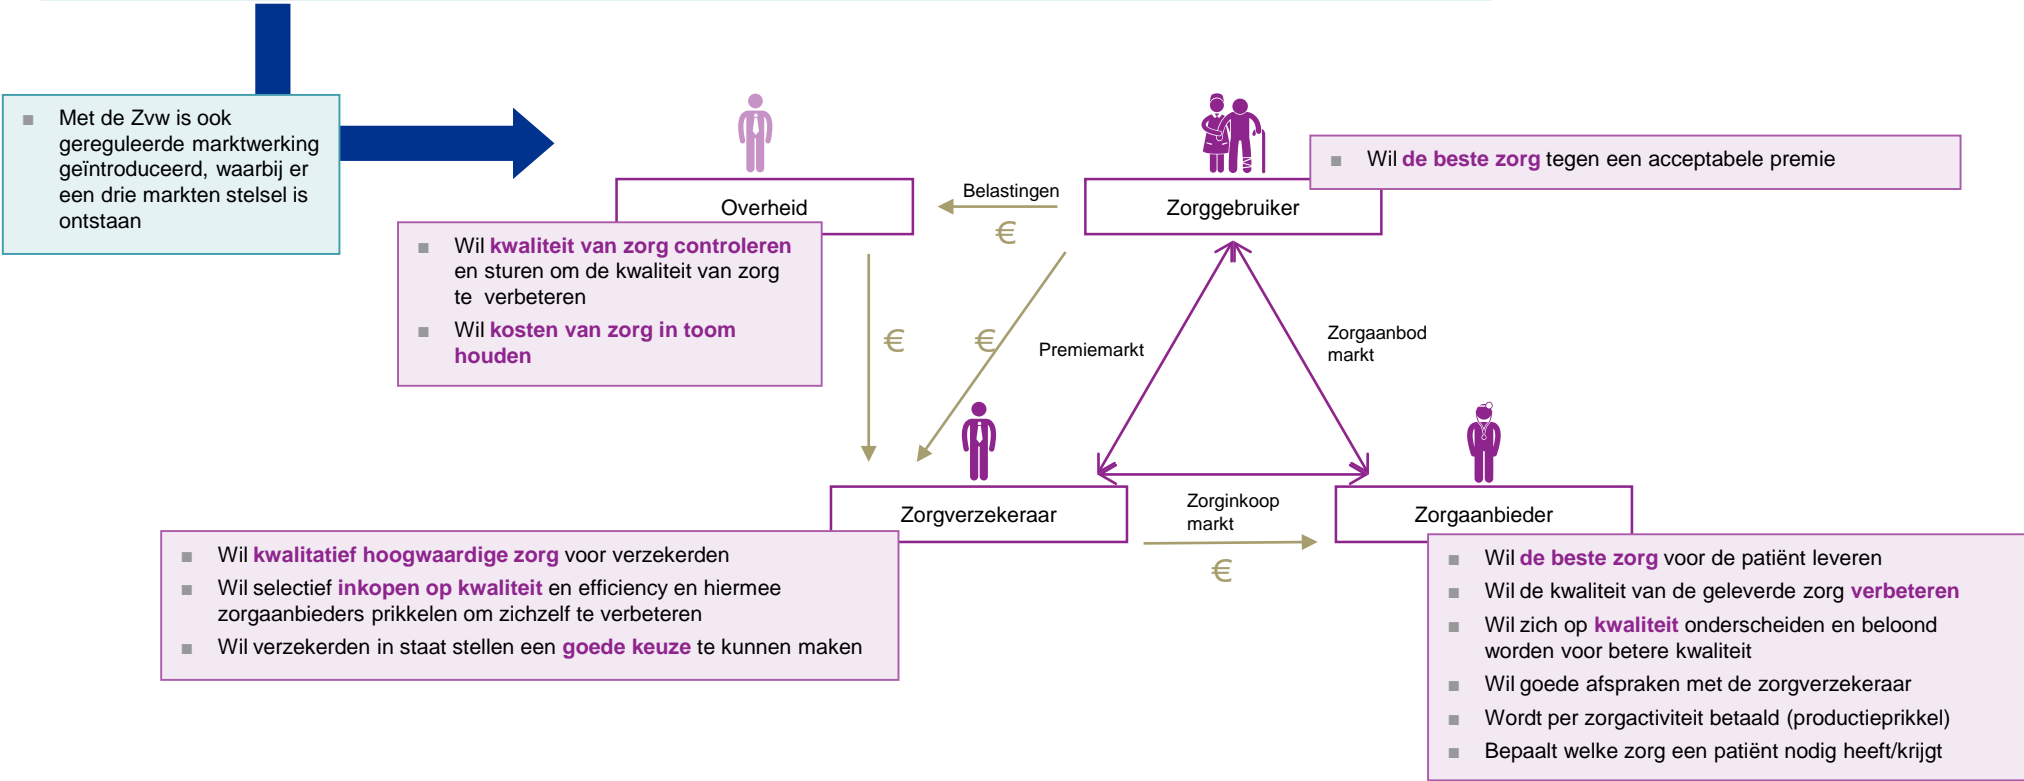 Met de Zvw is ook
gereguleerde marktwerking
geïntroduceerd, waarbij er
een drie markten stelsel is
ontstaan
Overheid
Wil kwaliteit van zorg controleren
en sturen om de kwaliteit van zorg
te verbeteren
Wil kosten van zorg in toom
houden
Belastingen
€
Zorggebruiker
Wil de beste zorg tegen een acceptabele premie
€
€
Premiemarkt
Zorgaanbod
markt
Zorgverzekeraar
Wil kwalitatief hoogwaardige zorg voor verzekerden
Wil selectief inkopen op kwaliteit en efficiency en hiermee
zorgaanbieders prikkelen om zichzelf te verbeteren
Wil verzekerden in staat stellen een goede keuze te kunnen maken
Zorginkoop
markt
€
Zorgaanbieder
Wil de beste zorg voor de patiënt leveren
Wil de kwaliteit van de geleverde zorg verbeteren
Wil zich op kwaliteit onderscheiden en beloond
worden voor betere kwaliteit
Wil goede afspraken met de zorgverzekeraar
Wordt per zorgactiviteit betaald (productieprikkel)
Bepaalt welke zorg een patiënt nodig heeft/krijgt